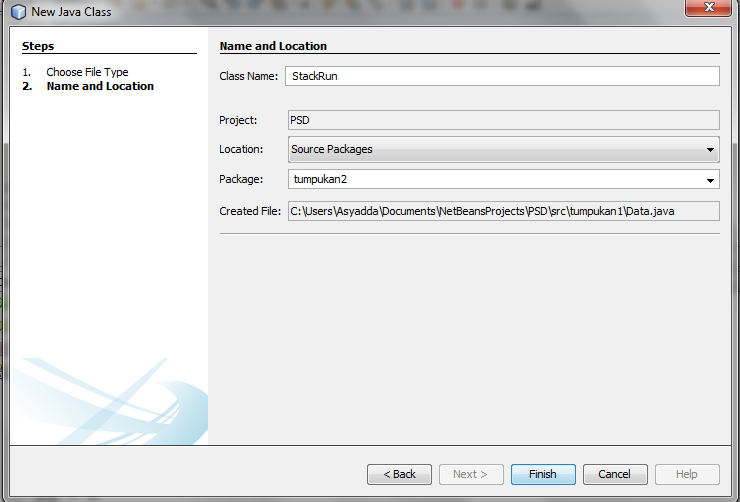 New Java Class
Steps
1. Choose File Type
2. Name and Location
Name and Location
Class Name: StackRun
Project: PSD
Location: Source Packages
Package: tumpukan2
Created File: C:\Users\Asyadda\Documents\NetBeansProjects\PSD\src\tumpukan1\Data.java
< Back Next > Finish Cancel Help